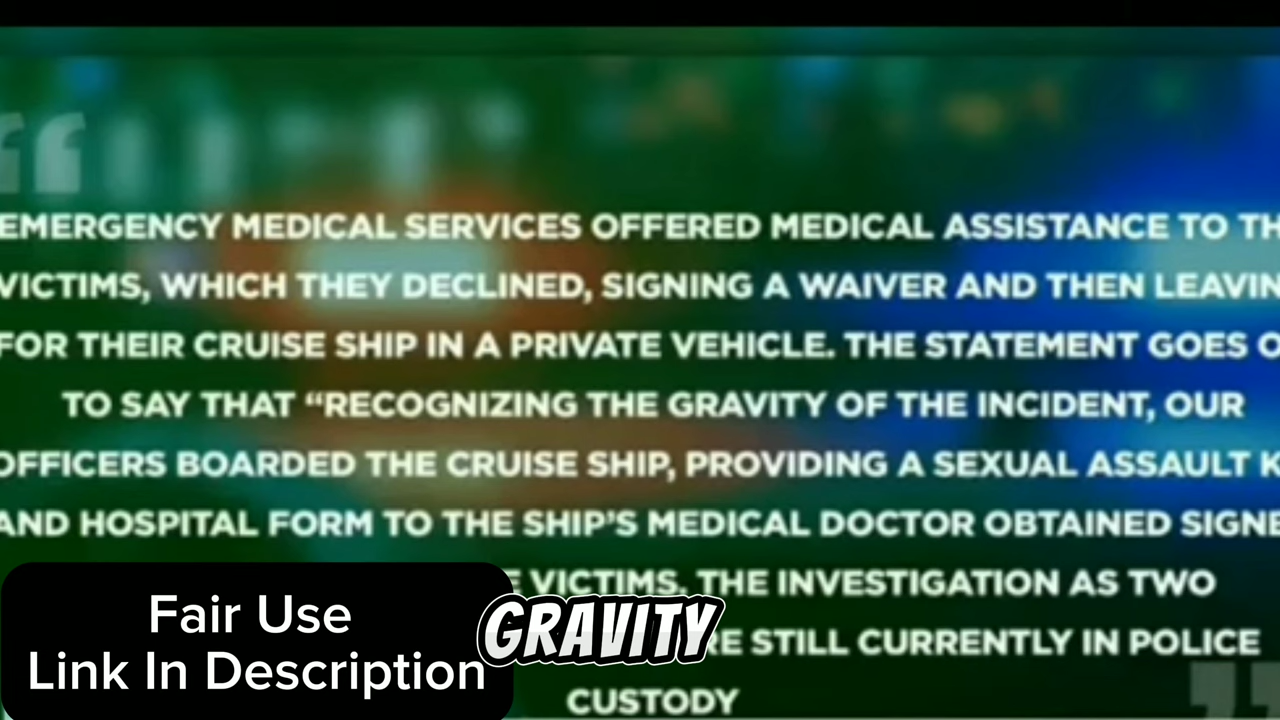 EMERGENCY MEDICAL SERVICES OFFERED MEDICAL ASSISTANCE TO TH
VICTIMS, WHICH THEY DECLINED, SIGNING A WAIVER AND THEN LEAVIN
FOR THEIR CRUISE SHIP IN A PRIVATE VEHICLE. THE STATEMENT GOES O
TO SAY THAT “RECOGNIZING THE GRAVITY OF THE INCIDENT, OUR
OFFICERS BOARDED THE CRUISE SHIP, PROVIDING A SEXUAL ASSAULT K
AND HOSPITAL FORM TO THE SHIP’S MEDICAL DOCTOR OBTAINED SIGNE
E VICTIMS. THE INVESTIGATION AS TWO
RE STILL CURRENTLY IN POLICE
CUSTODY
Fair Use
Link In Description
GRAVITY